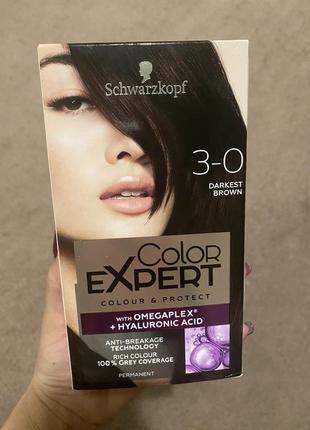 Schwarzkopf
3-0
DARKEST
BROWN
Color
EXPERT
COLOUR & PROTECT
WITH OMEGAPLEX®
+ HYALURONIC ACID
ANTI-BREAKAGE
TECHNOLOGY
RICH COLOUR
100% GREY COVERAGE
PERMANENT